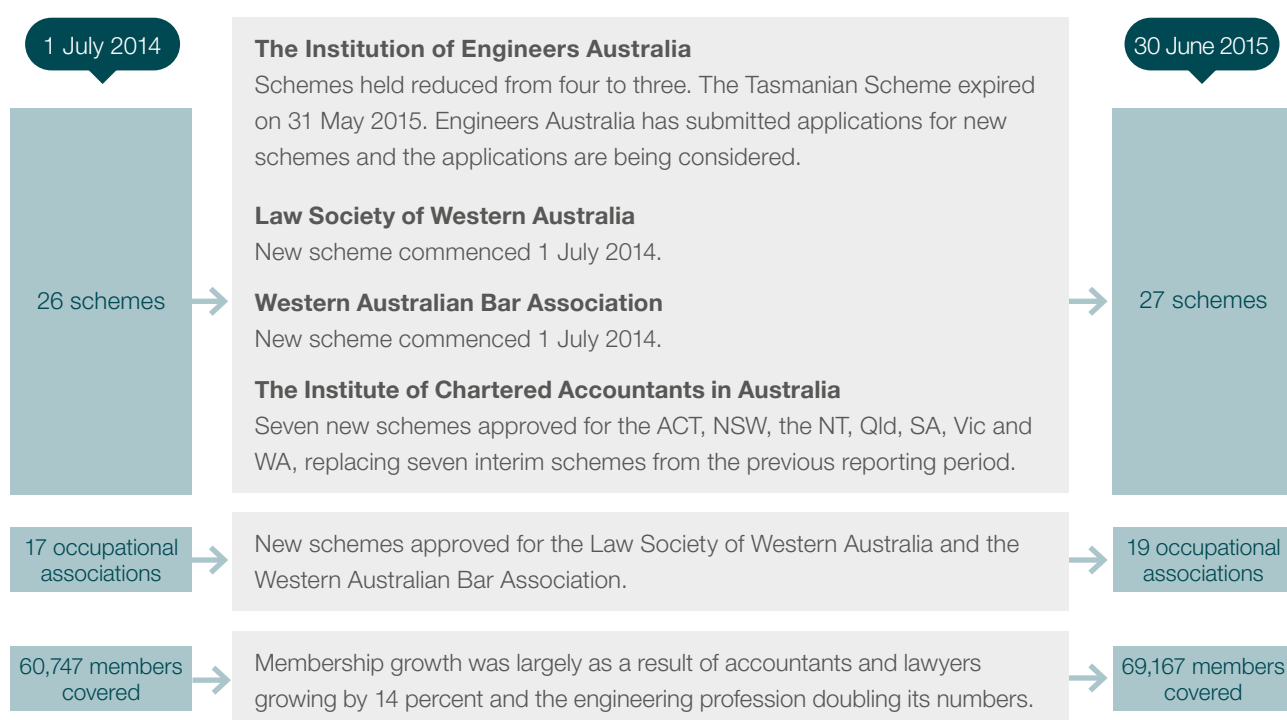 1 July 2014
30 June 2015
26 schemes
The Institution of Engineers Australia
Schemes held reduced from four to three. The Tasmanian Scheme expired
on 31 May 2015. Engineers Australia has submitted applications for new
schemes and the applications are being considered.
Law Society of Western Australia
New scheme commenced 1 July 2014.
Western Australian Bar Association
New scheme commenced 1 July 2014.
The Institute of Chartered Accountants in Australia
Seven new schemes approved for the ACT, NSW, the NT, Qld, SA, Vic and
WA, replacing seven interim schemes from the previous reporting period.
27 schemes
17 occupational
associations
New schemes approved for the Law Society of Western Australia and the
Western Australian Bar Association.
19 occupational
associations
60,747 members
covered
Membership growth was largely as a result of accountants and lawyers
growing by 14 percent and the engineering profession doubling its numbers.
69,167 members
covered